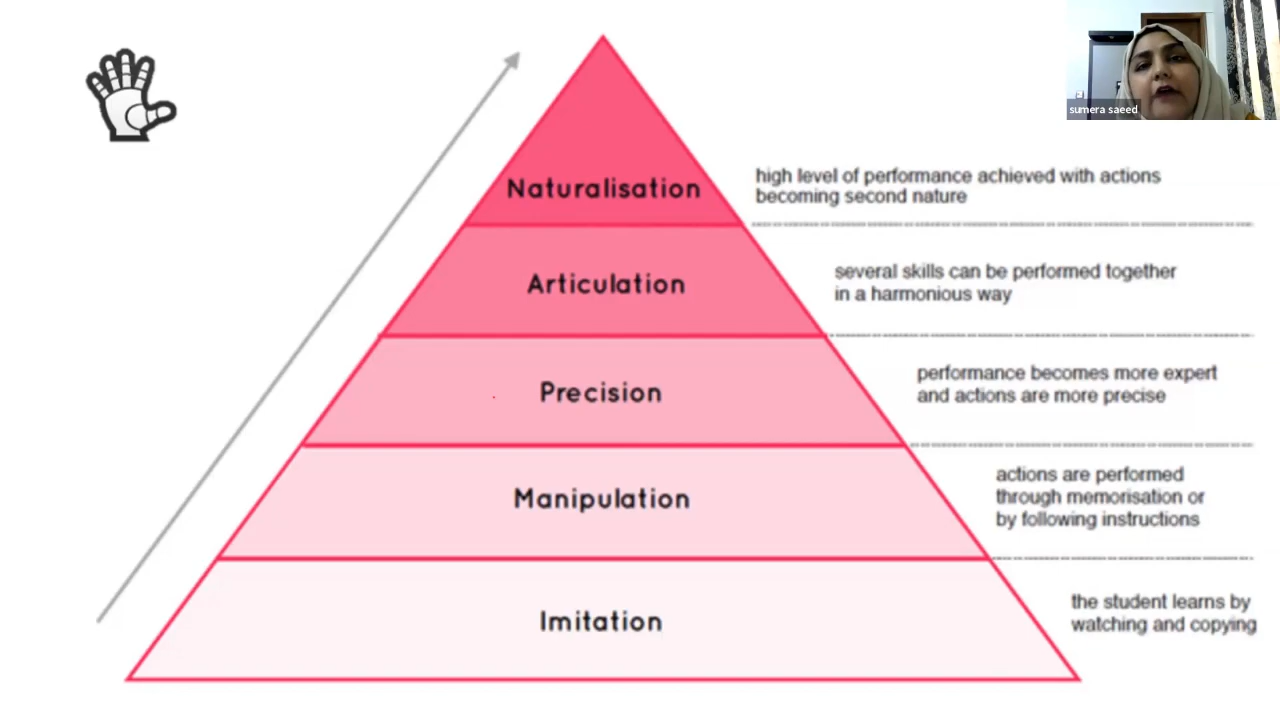 sumera saeed
Naturalisation
high level of performance achieved with actions
becoming second nature
Articulation
several skills can be performed together
in a harmonious way
Precision
performance becomes more expert
and actions are more precise
Manipulation
actions are performed
through memorisation or
by following instructions
Imitation
the student learns by
watching and copying